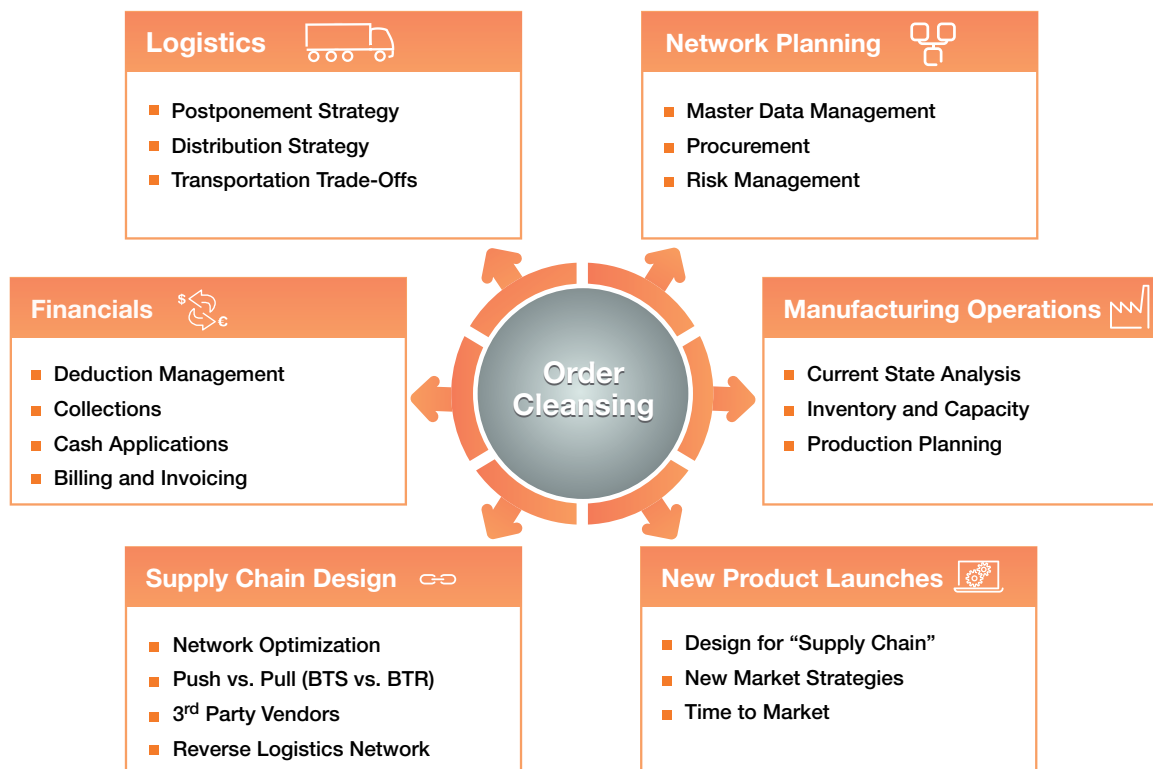 Logistics
Postponement Strategy
Distribution Strategy
Transportation Trade-Offs
Network Planning
Master Data Management
Procurement
Risk Management
Financials
$
€
Deduction Management
Collections
Cash Applications
Billing and Invoicing
Order
Cleansing
Manufacturing Operations
Current State Analysis
Inventory and Capacity
Production Planning
Supply Chain Design
Network Optimization
Push vs. Pull (BTS vs. BTR)
3rd Party Vendors
Reverse Logistics Network
New Product Launches
Design for “Supply Chain”
New Market Strategies
Time to Market